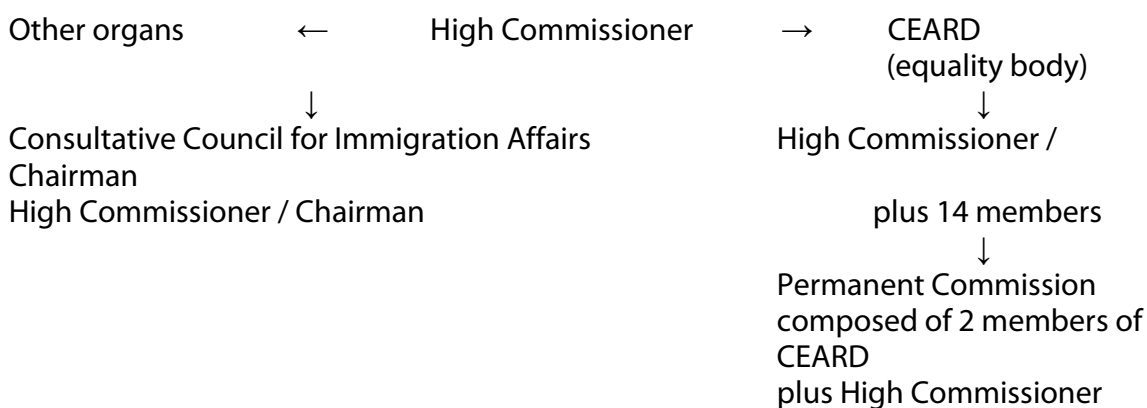 Other organs ← High Commissioner → CEARD
(equality body)
↓ ↓
Consultative Council for Immigration Affairs High Commissioner /
Chairman
High Commissioner / Chairman plus 14 members
↓
Permanent Commission
composed of 2 members of
CEARD
plus High Commissioner